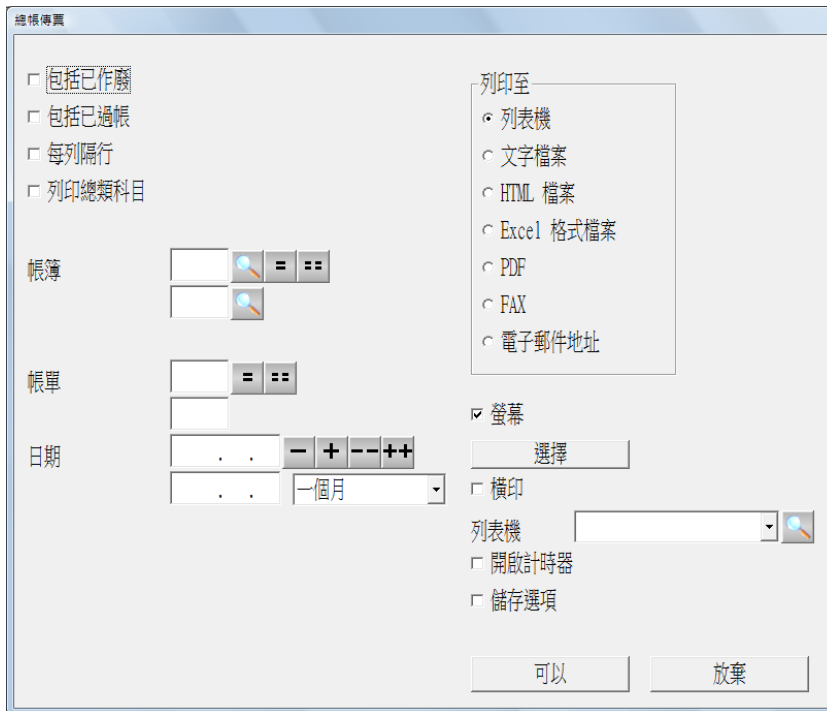 總帳傳票
包括已作廢
包括已過帳
每列隔行
列印總類科目
帳簿
= ==
帳單
= ==
日期
. . - + -- ++
. . 一個月
列印至
列表機
文字檔案
HTML 檔案
Excel 格式檔案
PDF
FAX
電子郵件地址
螢幕
選擇
橫印
列表機
開啟計時器
儲存選項
可以
放棄